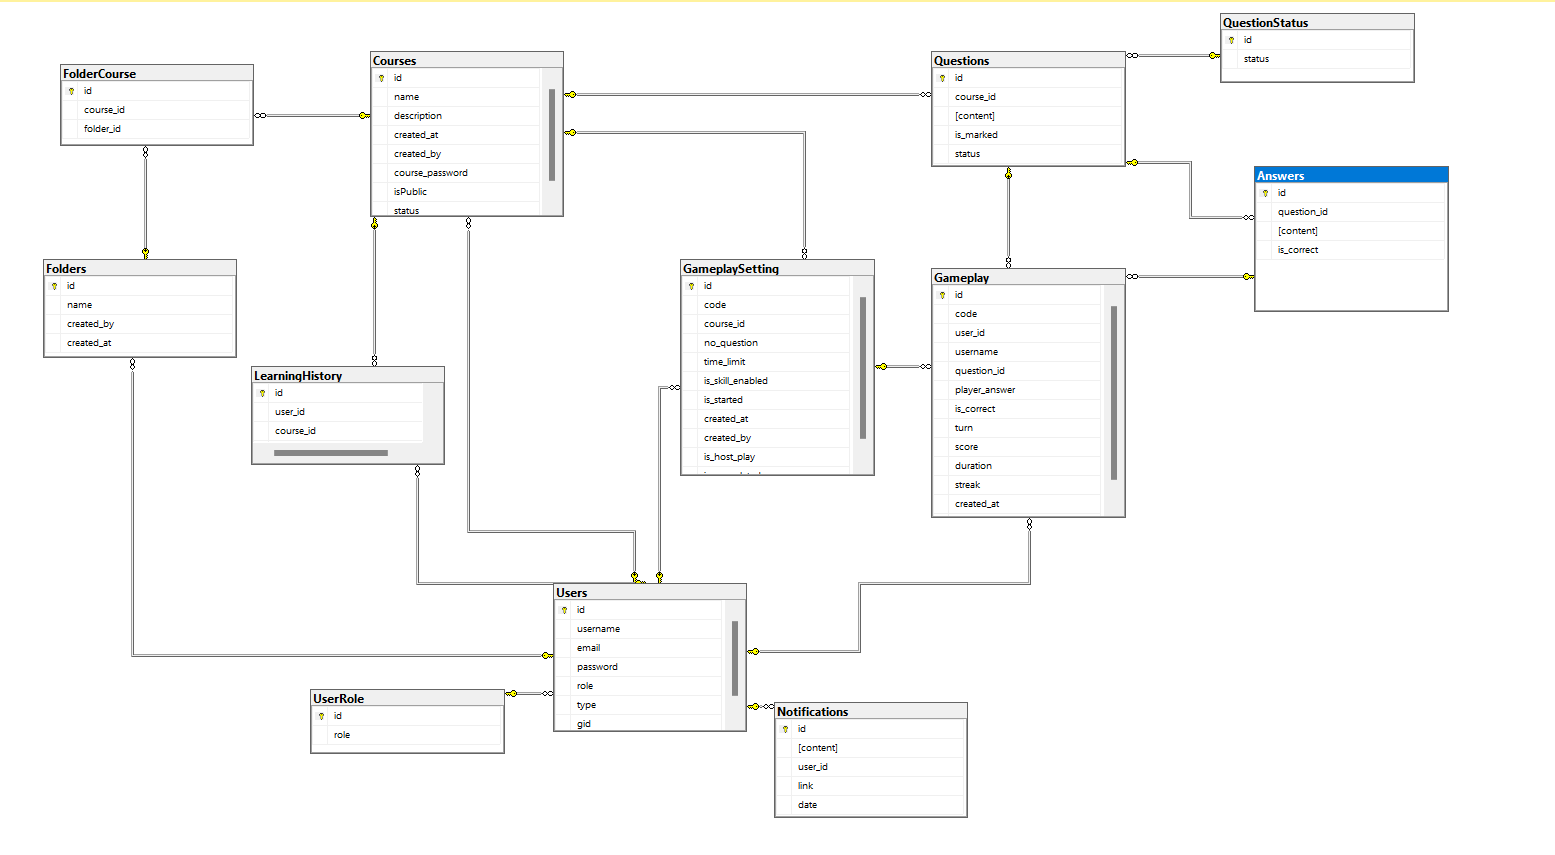 FolderCourse
id
course_id
folder_id
Courses
id
name
description
created_at
created_by
course_password
isPublic
status
Questions
id
course_id
[content]
is_marked
status
QuestionStatus
id
status
Answers
id
question_id
[content]
is_correct
Folders
id
name
created_by
created_at
LearningHistory
id
user_id
course_id
GameplaySetting
id
code
course_id
no_question
time_limit
is_skill_enabled
is_started
created_at
created_by
is_host_play
Gameplay
id
code
user_id
username
question_id
player_answer
is_correct
turn
score
duration
streak
created_at
Users
id
username
email
password
role
type
gid
UserRole
id
role
Notifications
id
[content]
user_id
link
date